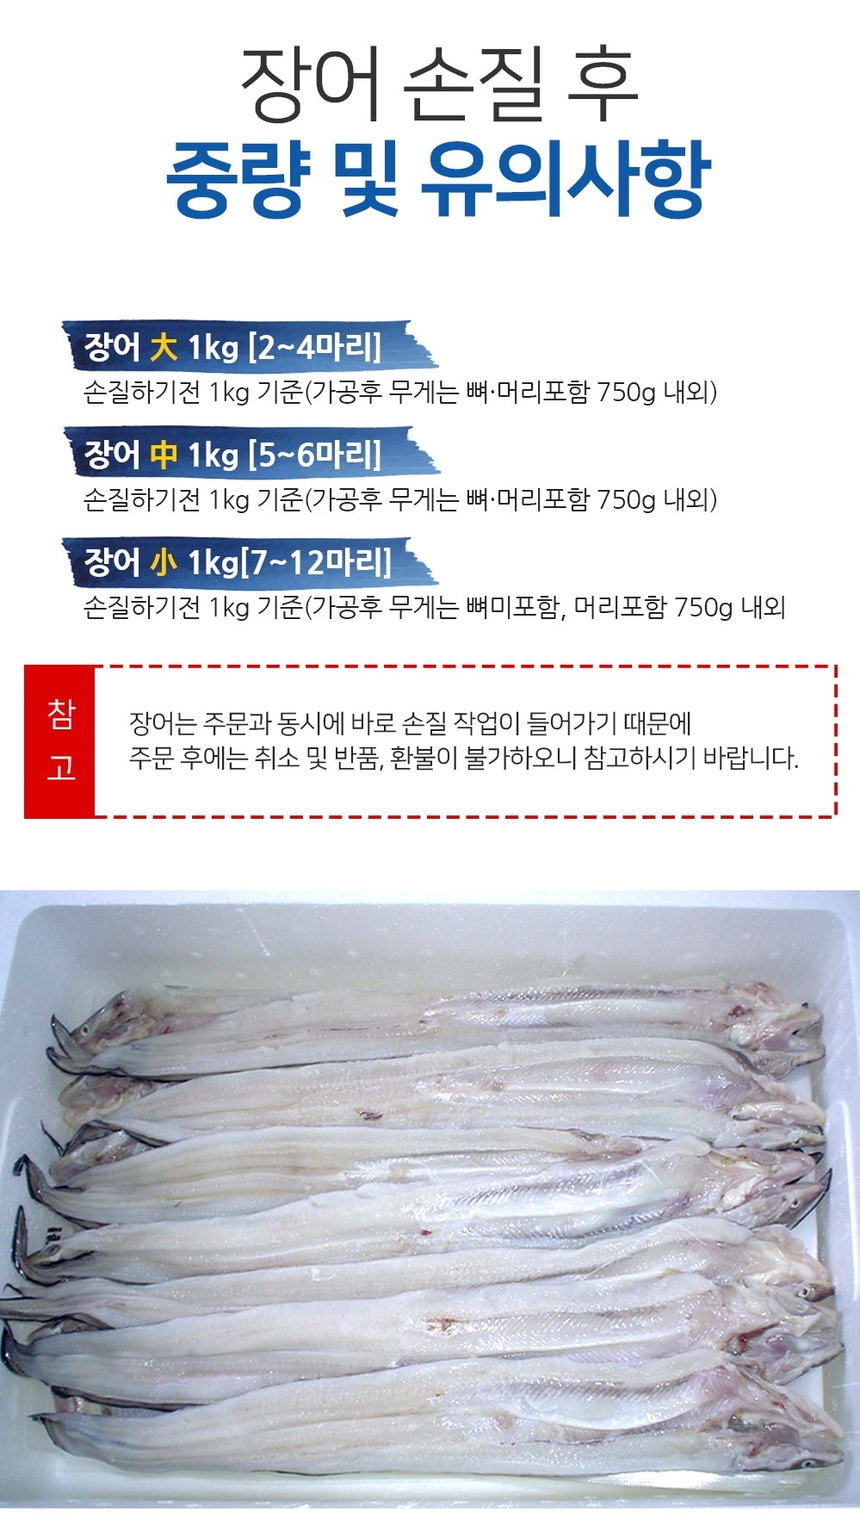 장어 손질 후
중량 및 유의사항
장어 大 1kg [2~4마리]
손질하기전 1kg 기준(가공후 무게는 뼈·머리포함 750g 내외)
장어 中 1kg [5~6마리]
손질하기전 1kg 기준(가공후 무게는 뼈·머리포함 750g 내외)
장어 小 1kg[7~12마리]
손질하기전 1kg 기준(가공후 무게는 뼈미포함, 머리포함 750g 내외
참
고
장어는 주문과 동시에 바로 손질 작업이 들어가기 때문에
주문 후에는 취소 및 반품, 환불이 불가하오니 참고하시기 바랍니다.